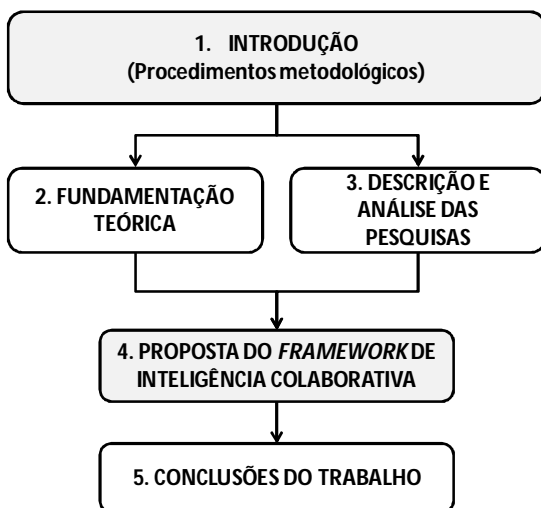 1. INTRODUÇÃO
(Procedimentos metodológicos)
2. FUNDAMENTAÇÃO
TEÓRICA
3. DESCRIÇÃO E
ANÁLISE DAS
PESQUISAS
4. PROPOSTA DO FRAMEWORK DE
INTELIGÊNCIA COLABORATIVA
5. CONCLUSÕES DO TRABALHO